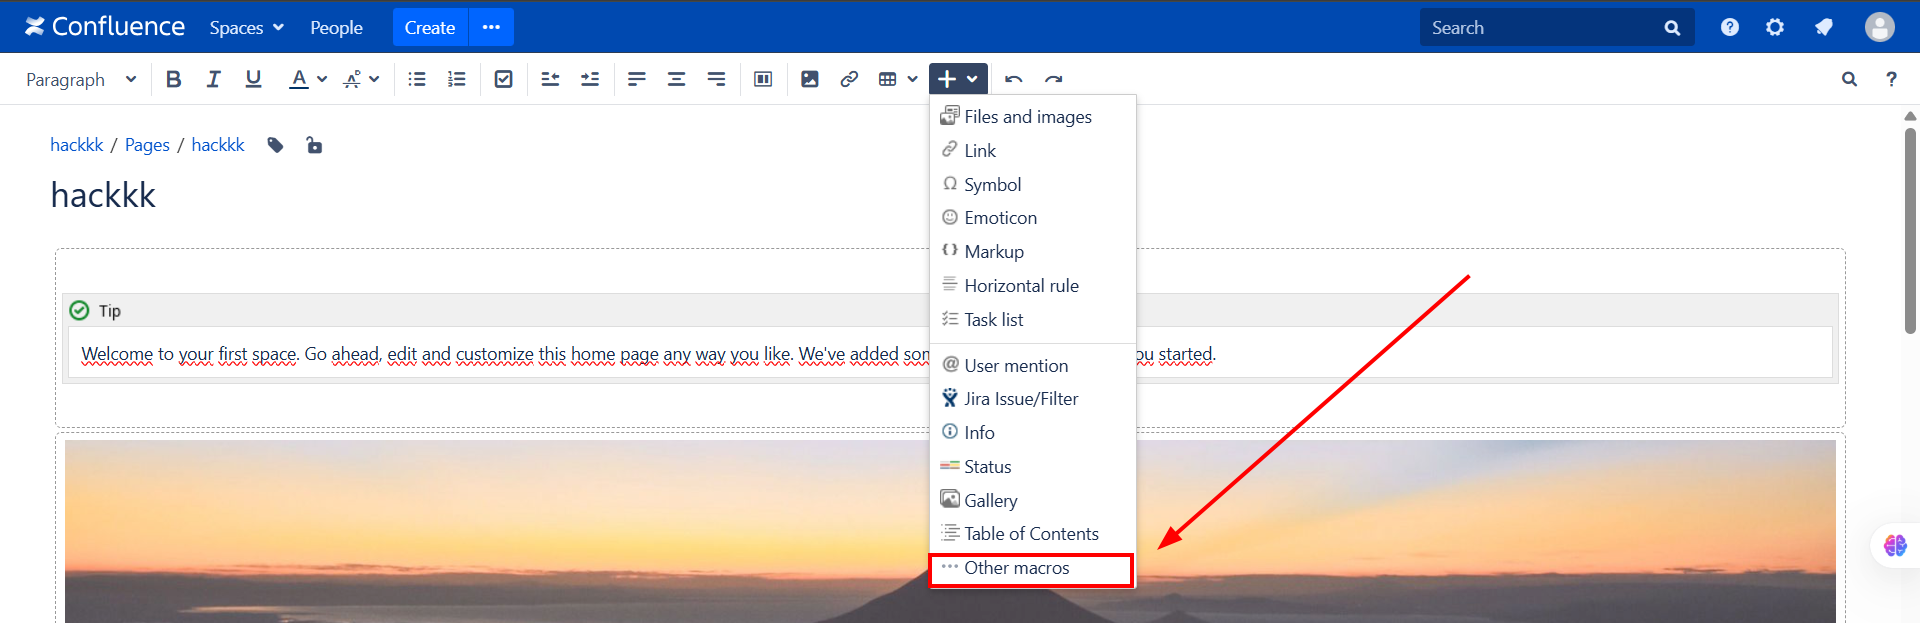 Confluence Spaces People Create ••• Search
Paragraph B I U A
hackkk / Pages / hackkk
hackkk
Tip
Welcome to your first space. Go ahead, edit and customize this home page any way you like. We've added som
ou started.
Files and images
Link
Symbol
Emoticon
Markup
Horizontal rule
Task list
User mention
Jira Issue/Filter
Info
Status
Gallery
Table of Contents
Other macros